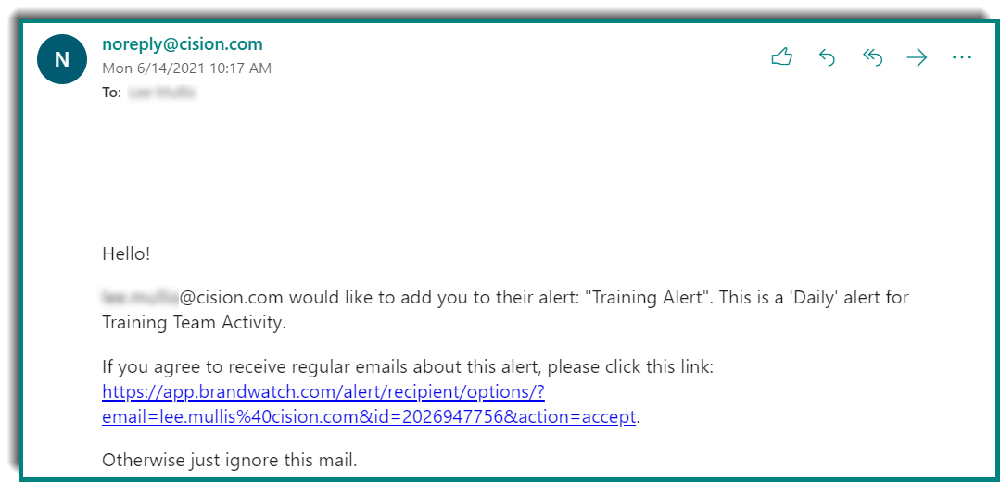 N
noreply@cision.com
Mon 6/14/2021 10:17 AM
To:
Hello!
@cision.com would like to add you to their alert: "Training Alert". This is a 'Daily' alert for
Training Team Activity.
If you agree to receive regular emails about this alert, please click this link:
https://app.brandwatch.com/alert/recipient/options/?
email=lee.mullis%40cision.com&id=2026947756&action=accept.
Otherwise just ignore this mail.